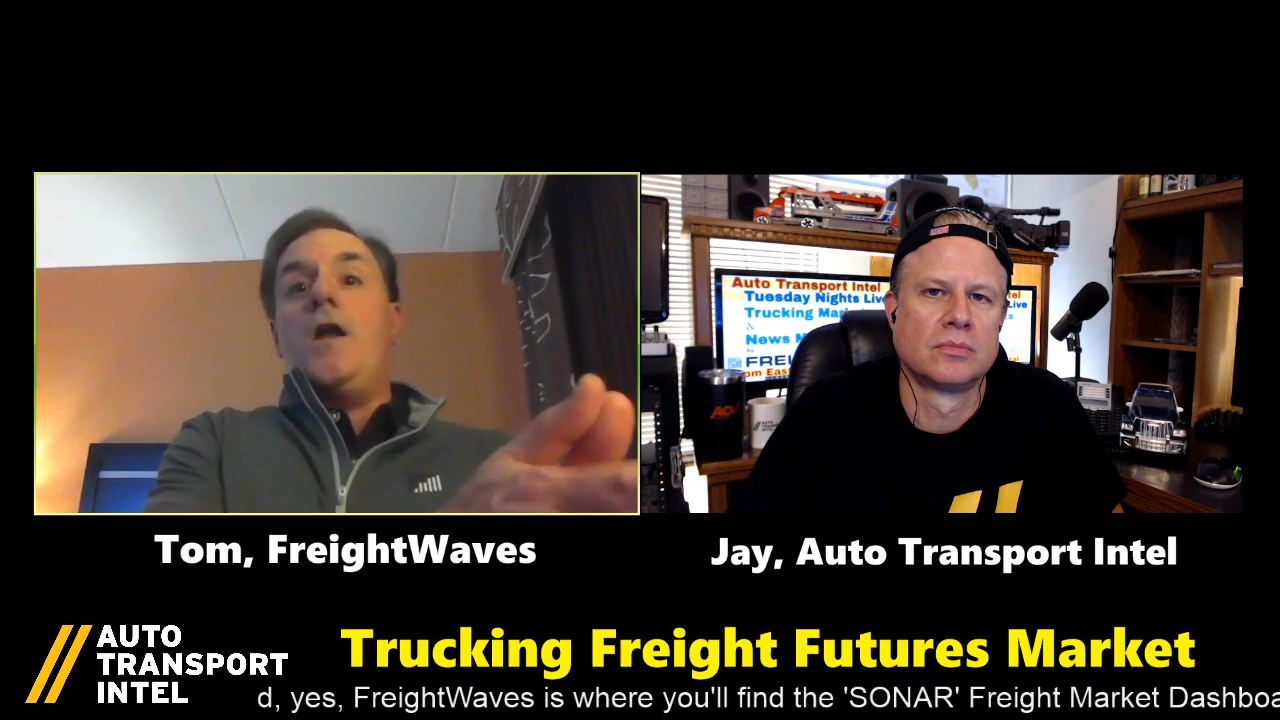 Auto Transport Intel
Tuesday Nights Live
Trucking
News
Tom, FreightWaves
Jay, Auto Transport Intel
AUTO
TRANSPORT
INTEL
Trucking Freight Futures Market
d, yes, FreightWaves is where you'll find the 'SONAR' Freight Market Dashboa